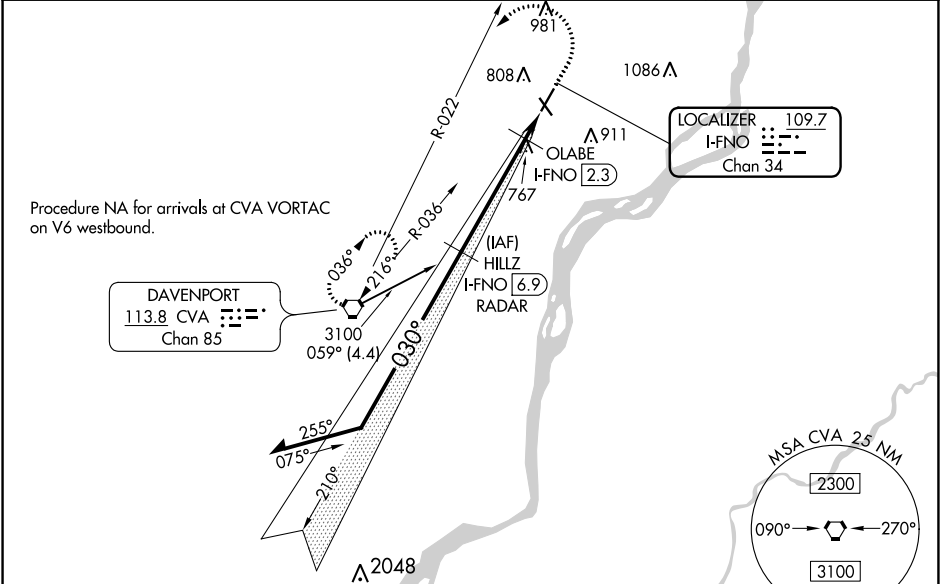 981
808
1086
R-022
LOCALIZER 109.7
I-FNO
Chan 34
911
OLABE
I-FNO 2.3
767
Procedure NA for arrivals at CVA VORTAC
on V6 westbound.
R-036
036°
216°
(IAF)
HILLZ
I-FNO 6.9
RADAR
DAVENPORT
113.8 CVA
Chan 85
3100
059° (4.4)
030°
255°
075°
210°
2048
MSA CVA 25 NM
2300
090°
270°
3100